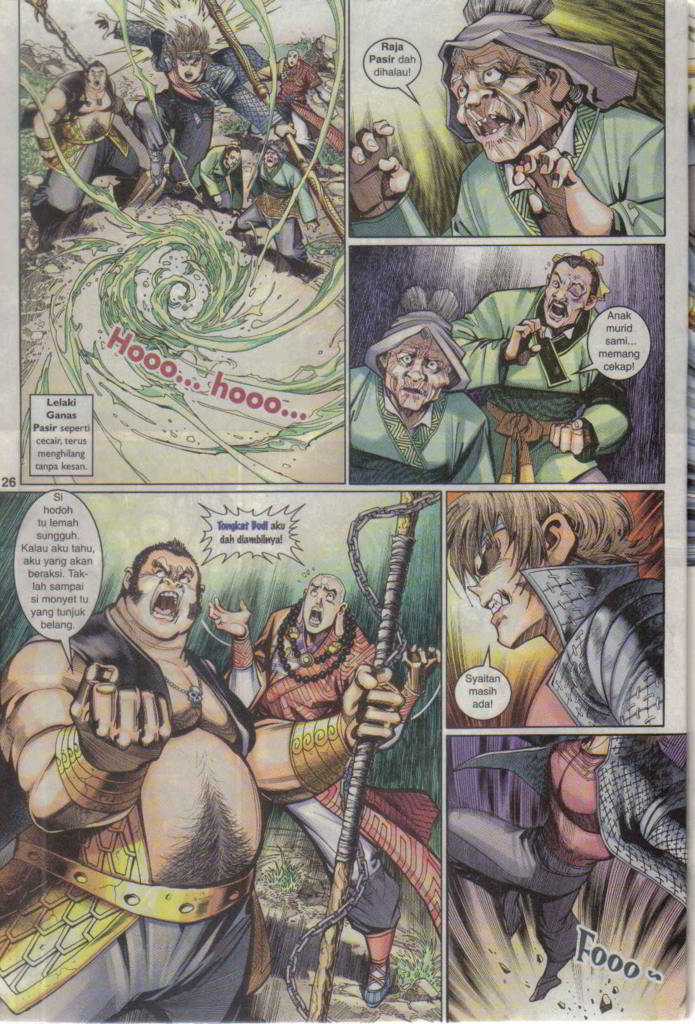 Hooo... hooo...
Lelaki
Ganas
Pasir seperti
cecair, terus
menghilang
tanpa kesan.
Raja
Pasir dah
dihalau!
Anak
murid
sami...
memang
cekap!
26
Si
hodoh
tu lemah
sungguh.
Kalau aku tahu,
aku yang akan
beraksi. Tak-
lah sampai
si monyet tu
yang tunjuk
belang.
Tongkat Budi aku
dah diambilnya!
Syaitan
masih
ada!
Fooo~